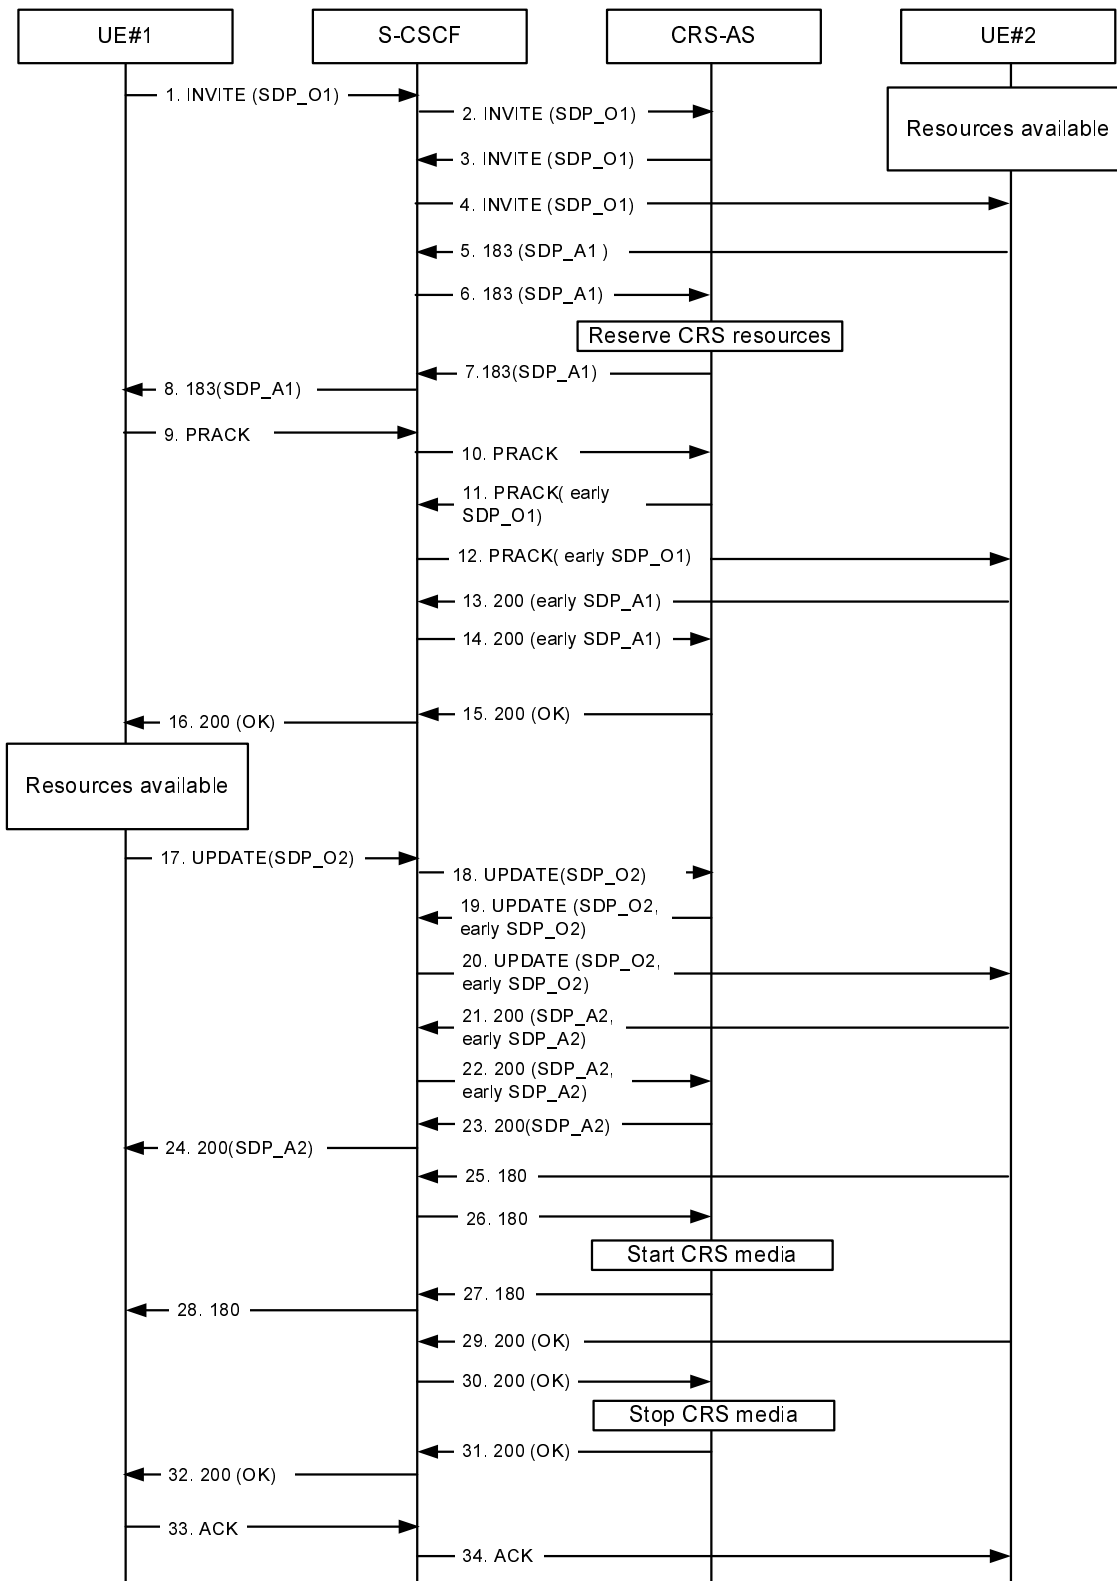 UE#1
S-CSCF
CRS-AS
UE#2
1. INVITE (SDP_O1)
2. INVITE (SDP_O1)
Resources available
3. INVITE (SDP_O1)
4. INVITE (SDP_O1)
5. 183 (SDP_A1 )
6. 183 (SDP_A1)
Reserve CRS resources
7.183(SDP_A1)
8. 183(SDP_A1)
9. PRACK
10. PRACK
11. PRACK( early
SDP_O1)
12. PRACK( early SDP_O1)
13. 200 (early SDP_A1)
14. 200 (early SDP_A1)
15. 200 (OK)
16. 200 (OK)
Resources available
17. UPDATE(SDP_O2)
18. UPDATE(SDP_O2)
19. UPDATE (SDP_O2,
early SDP_O2)
20. UPDATE (SDP_O2,
early SDP_O2)
21. 200 (SDP_A2,
early SDP_A2)
22. 200 (SDP_A2,
early SDP_A2)
23. 200(SDP_A2)
24. 200(SDP_A2)
25. 180
26. 180
Start CRS media
27. 180
28. 180
29. 200 (OK)
30. 200 (OK)
Stop CRS media
31. 200 (OK)
32. 200 (OK)
33. ACK
34. ACK